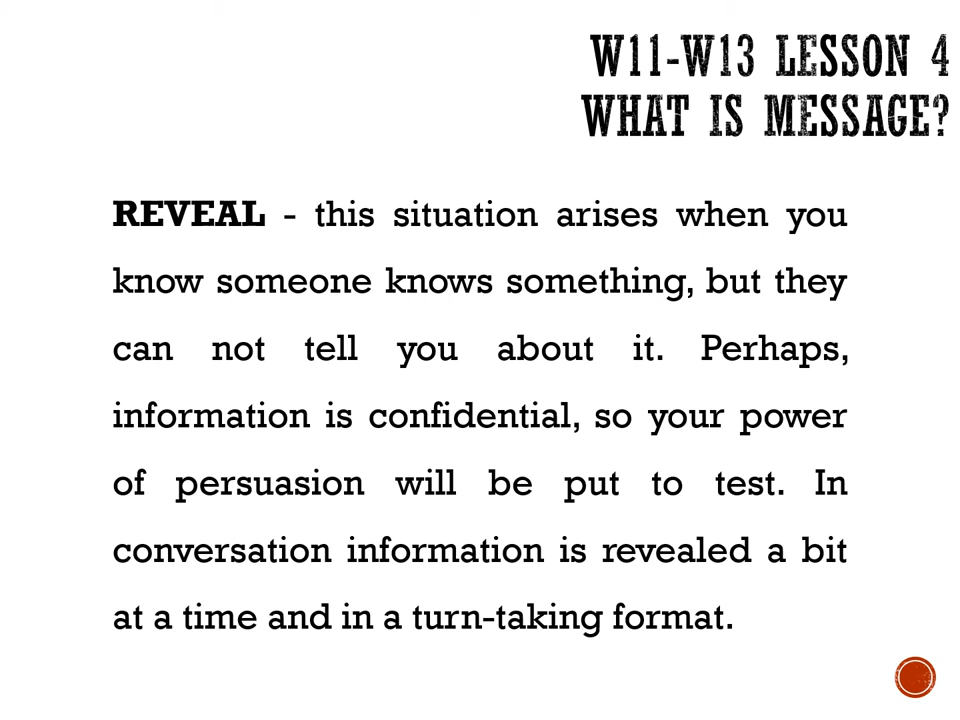 W11-W13 LESSON 4
WHAT IS MESSAGE?
REVEAL - this situation arises when you
know someone knows something, but they
can not tell you about it. Perhaps,
information is confidential, so your power
of persuasion will be put to test. In
conversation information is revealed a bit
at a time and in a turn-taking format.